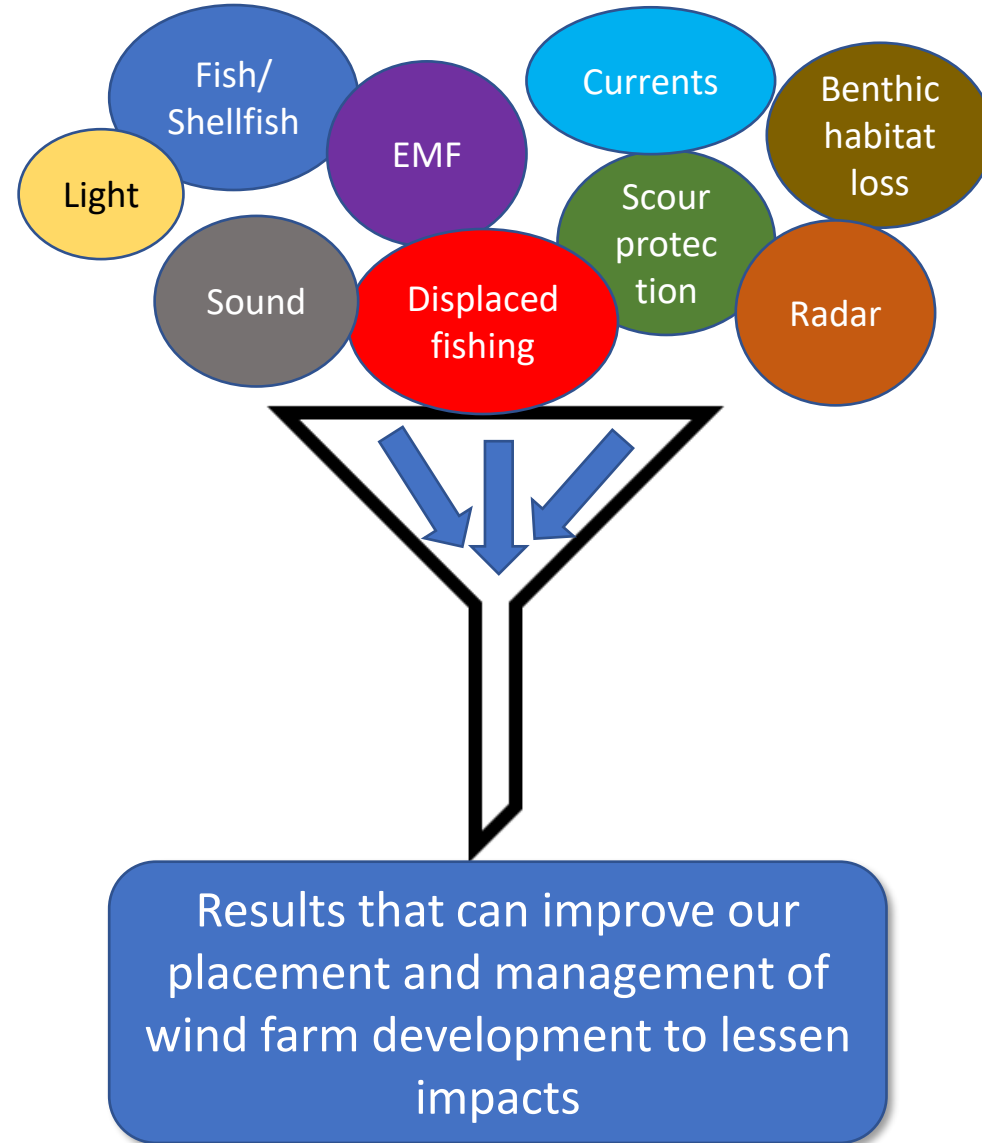 Fish/
Shellfish
Currents
Benthic
habitat
loss
EMF
Light
Scour
protec
tion
Sound
Displaced
fishing
Radar
Results that can improve our
placement and management of
wind farm development to lessen
impacts